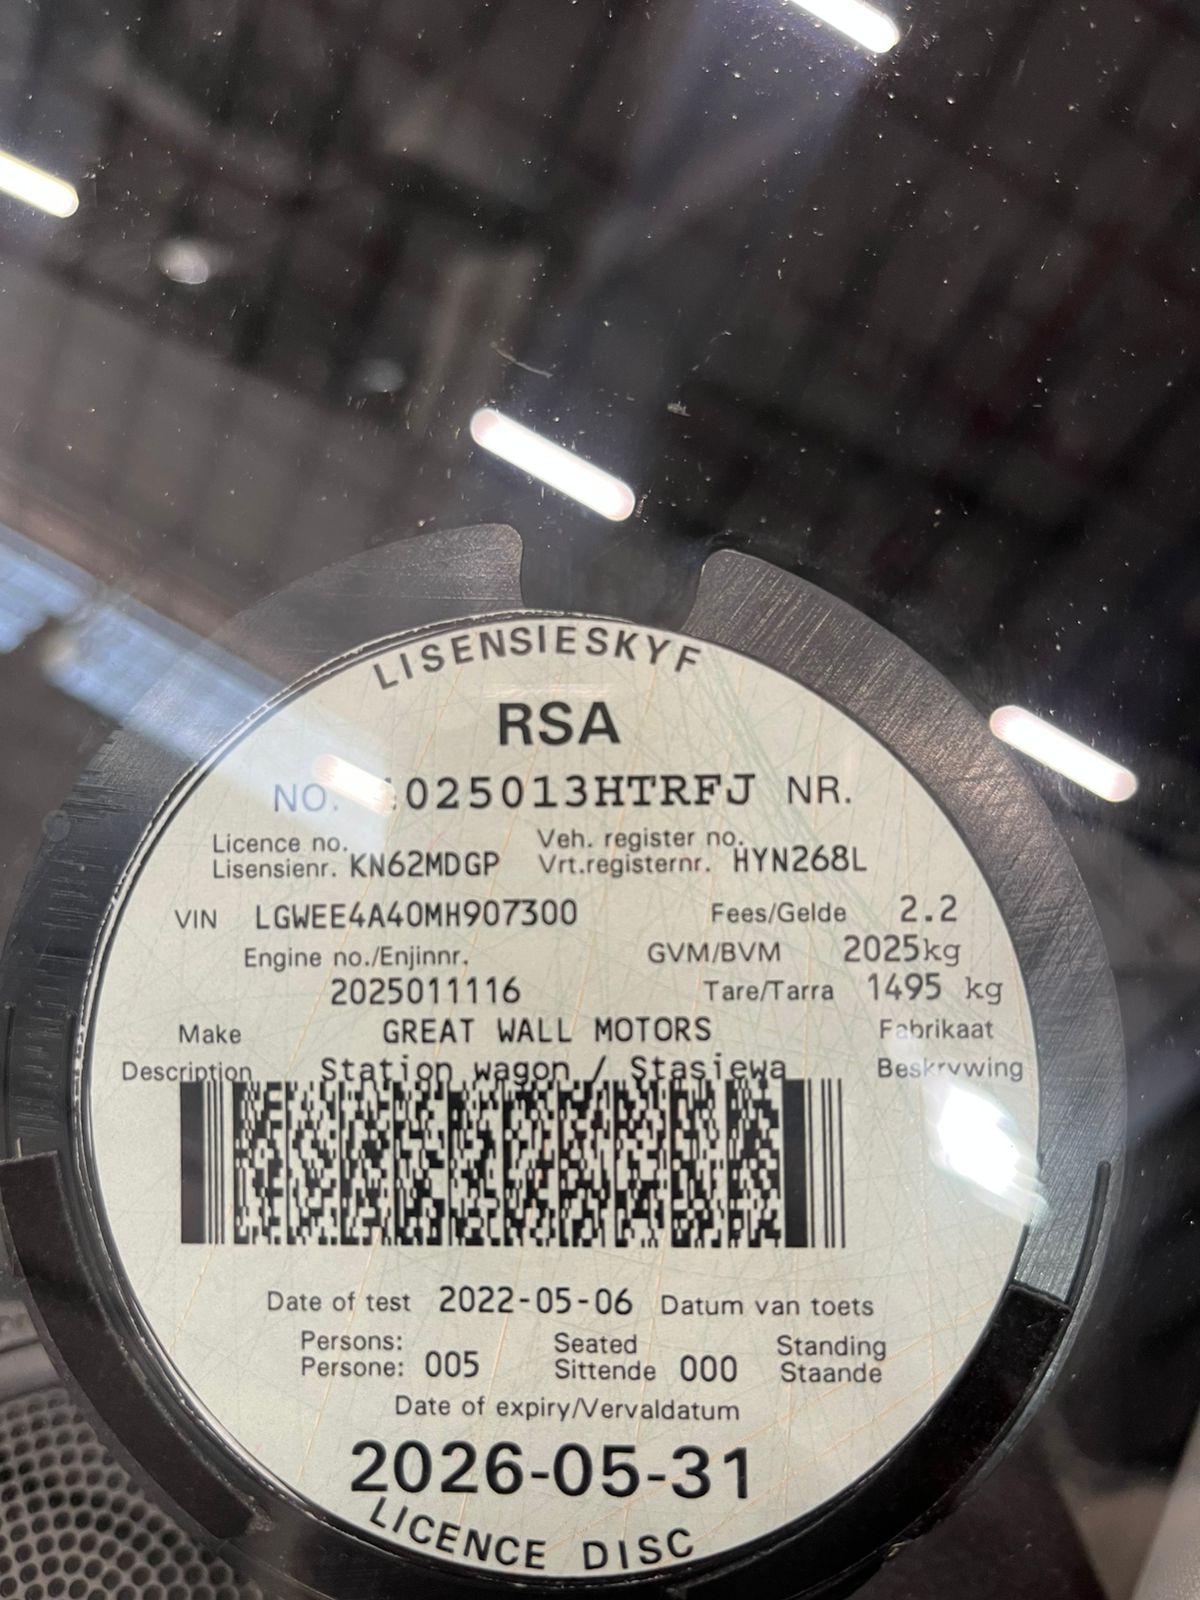 LISENSIESKYF
RSA
NO. 025013HTRFJ NR.
Licence no. Veh. register no.
Lisensienr. KN62MDGP Vrt.registernr. HYN268L
VIN LGWEE4A40MH907300 Fees/Gelde 2.2
Engine no./Enjinnr. GVM/BVM 2025kg
2025011116 Tare/Tarra 1495 kg
Make GREAT WALL MOTORS Fabrikaat
Description Station wagon / Stasiewa Beskrywing
Date of test 2022-05-06 Datum van toets
Persons: Seated Standing
Persone: 005 Sittende 000 Staande
Date of expiry/Vervaldatum
2026-05-31
LICENCE DISC